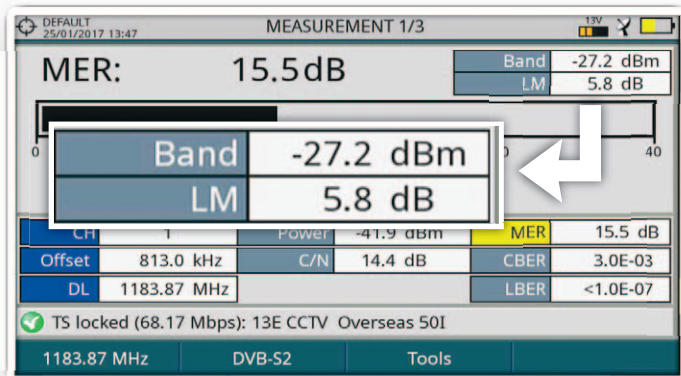 DEFAULT
25/01/2017 13:47
MEASUREMENT 1/3
13V
MER: 15.5dB
Band -27.2 dBm
LM 5.8 dB
0 40
Band -27.2 dBm
LM 5.8 dB
CH 1 Power -41.9 dBm MER 15.5 dB
Offset 813.0 kHz C/N 14.4 dB CBER 3.0E-03
DL 1183.87 MHz LBER <1.0E-07
TS locked (68.17 Mbps): 13E CCTV Overseas 50I
1183.87 MHz DVB-S2 Tools